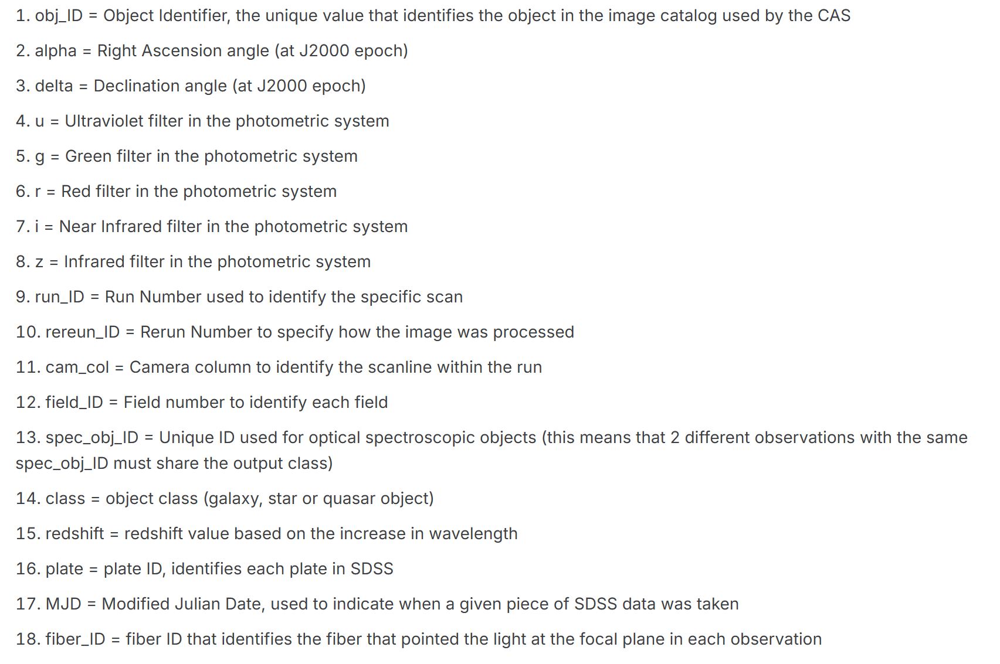 1. obj_ID = Object Identifier, the unique value that identifies the object in the image catalog used by the CAS
2. alpha = Right Ascension angle (at J2000 epoch)
3. delta = Declination angle (at J2000 epoch)
4. u = Ultraviolet filter in the photometric system
5. g = Green filter in the photometric system
6. r = Red filter in the photometric system
7. i = Near Infrared filter in the photometric system
8. z = Infrared filter in the photometric system
9. run_ID = Run Number used to identify the specific scan
10. rereun_ID = Rerun Number to specify how the image was processed
11. cam_col = Camera column to identify the scanline within the run
12. field_ID = Field number to identify each field
13. spec_obj_ID = Unique ID used for optical spectroscopic objects (this means that 2 different observations with the same
spec_obj_ID must share the output class)
14. class = object class (galaxy, star or quasar object)
15. redshift = redshift value based on the increase in wavelength
16. plate = plate ID, identifies each plate in SDSS
17. MJD = Modified Julian Date, used to indicate when a given piece of SDSS data was taken
18. fiber_ID = fiber ID that identifies the fiber that pointed the light at the focal plane in each observation